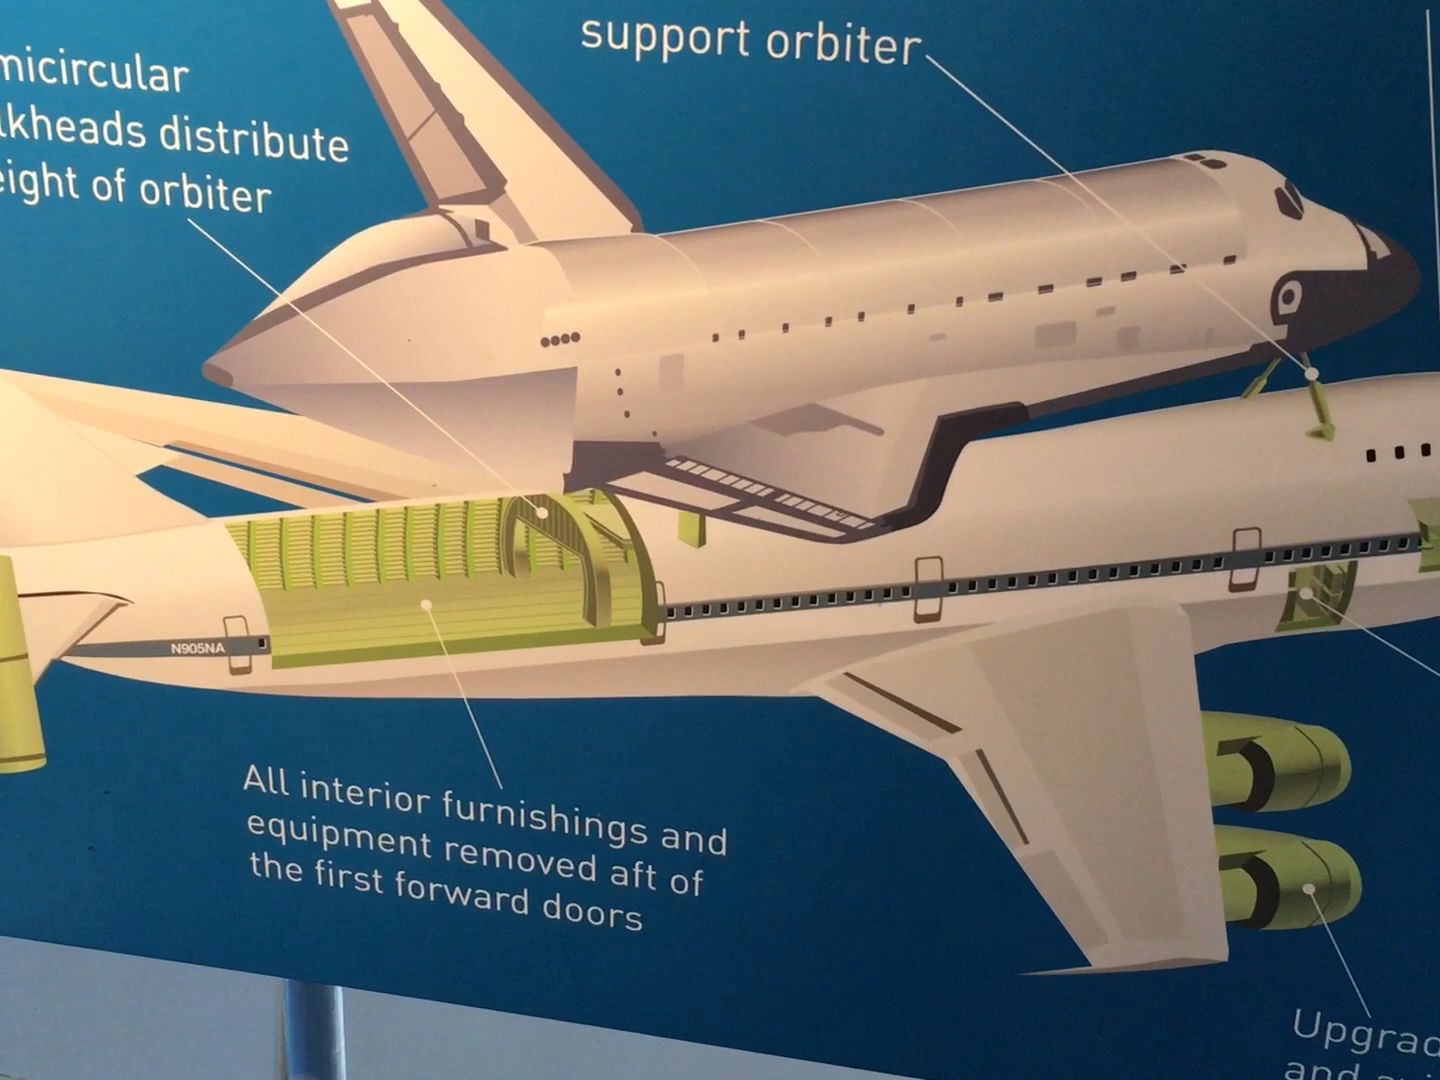 support orbiter
micircular
lkheads distribute
eight of orbiter
N905NA
All interior furnishings and
equipment removed aft of
the first forward doors
Upgrad
and